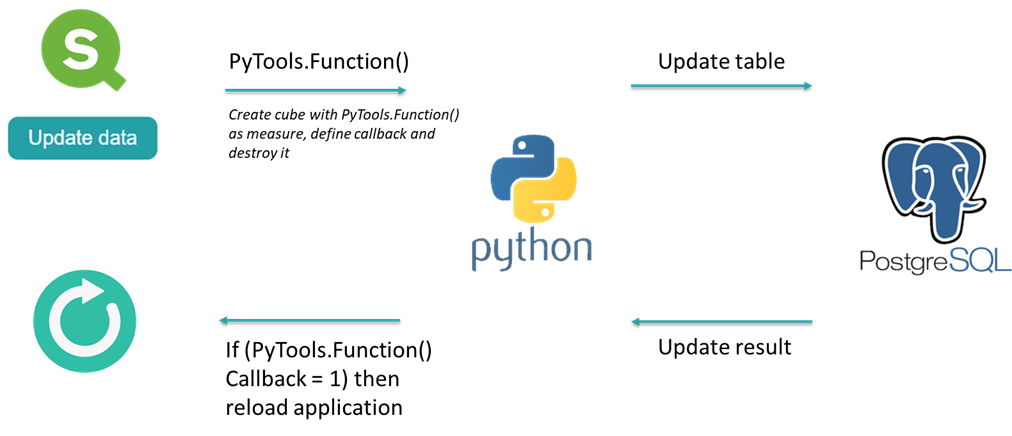 S
PyTools.Function()
Update table
Update data
Create cube with PyTools.Function()
as measure, define callback and
destroy it
python
PostgreSQL
If (PyTools.Function()
Callback = 1) then
reload application
Update result